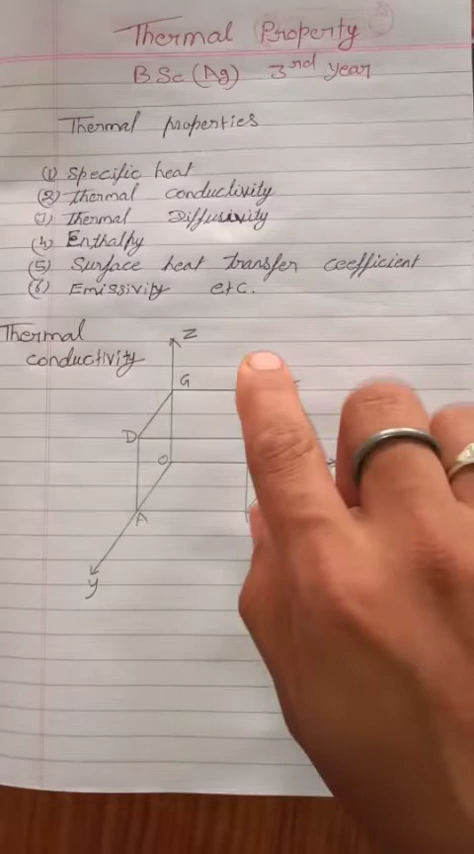 Thermal Property
BSc (Ag) 3rd year
Thermal properties
(1) Specific heat
(2) Thermal conductivity
(3) Thermal Diffusivity
(4) Enthalpy
(5) Surface heat transfer coefficient
(6) Emissivity etc.
Thermal
conductivity
Z
G
D
O
A
y